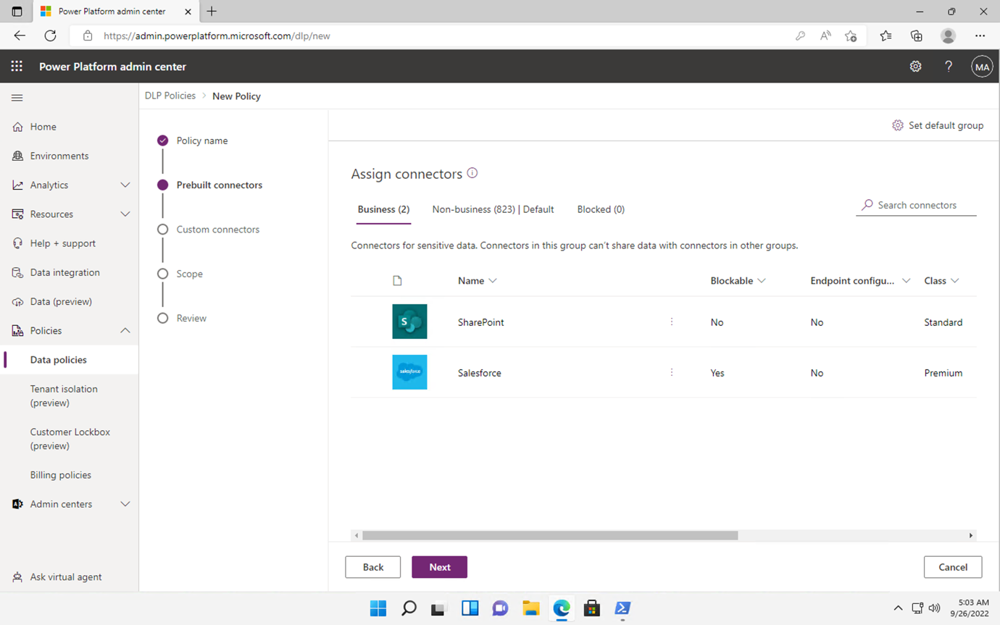 Power Platform admin center
https://admin.powerplatform.microsoft.com/dlp/new
Power Platform admin center
MA
DLP Policies > New Policy
Home
Environments
Analytics
Resources
Help + support
Data integration
Data (preview)
Policies
Data policies
Tenant isolation
(preview)
Customer Lockbox
(preview)
Billing policies
Admin centers
Ask virtual agent
Policy name
Prebuilt connectors
Custom connectors
Scope
Review
Set default group
Assign connectors
Business (2) Non-business (823) | Default Blocked (0)
Search connectors
Connectors for sensitive data. Connectors in this group can't share data with connectors in other groups.
Name Blockable Endpoint configu... Class
S SharePoint No No Standard
salesforce Salesforce Yes No Premium
Back Next Cancel
5:03 AM
9/26/2022